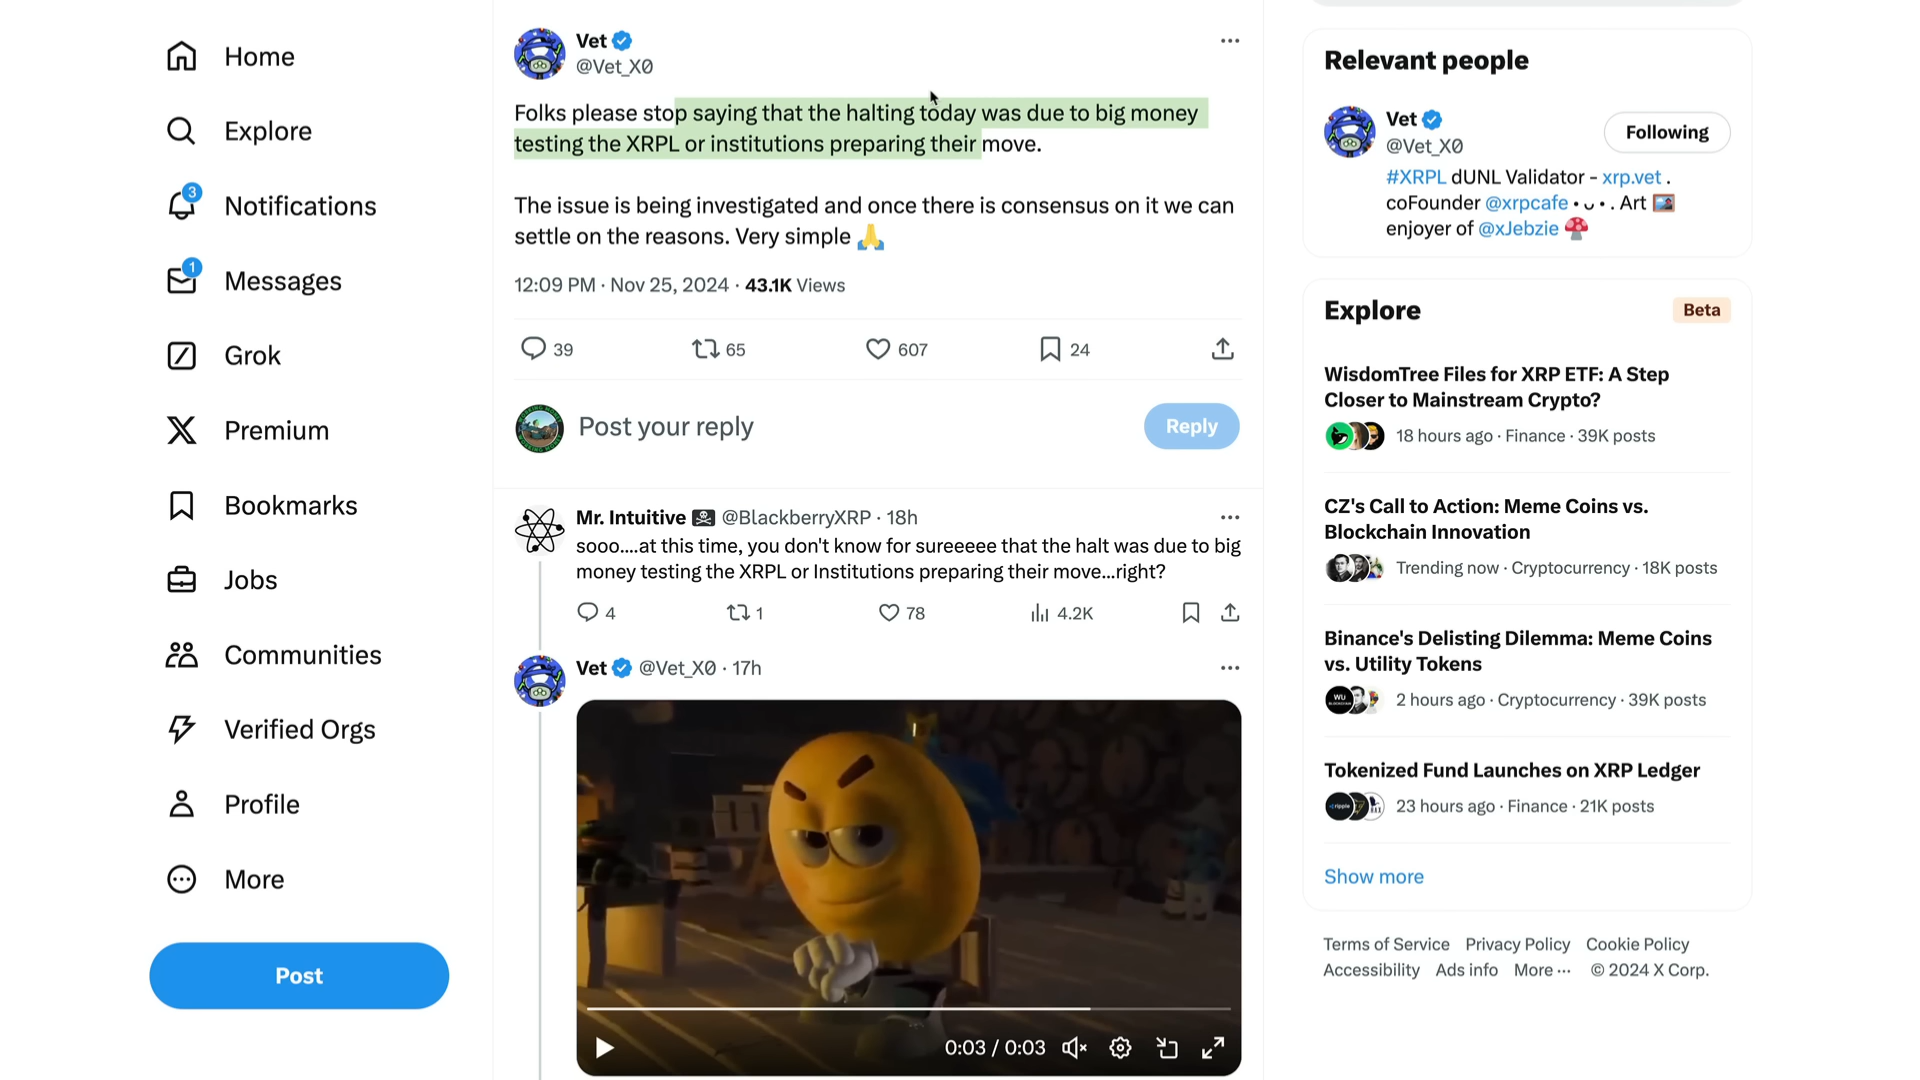 Home
Explore
3
Notifications
1
Messages
Grok
Premium
Bookmarks
Jobs
Communities
Verified Orgs
Profile
More
Post
Vet
@Vet_X0
Folks please stop saying that the halting today was due to big money
testing the XRPL or institutions preparing their move.
The issue is being investigated and once there is consensus on it we can
settle on the reasons. Very simple 🙏
12:09 PM · Nov 25, 2024 · 43.1K Views
39 65 607 24
Post your reply
Reply
Mr. Intuitive @BlackberryXRP · 18h
sooo....at this time, you don't know for sureeeee that the halt was due to big
money testing the XRPL or Institutions preparing their move...right?
4 1 78 4.2K
Vet @Vet_X0 · 17h
0:03 / 0:03
Relevant people
Vet
@Vet_X0
Following
#XRPL dUNL Validator - xrp.vet .
coFounder @xrpcafe • ᴗ • . Art 🖼️
enjoyer of @xJebzie 🍄
Explore
Beta
WisdomTree Files for XRP ETF: A Step
Closer to Mainstream Crypto?
18 hours ago · Finance · 39K posts
CZ's Call to Action: Meme Coins vs.
Blockchain Innovation
Trending now · Cryptocurrency · 18K posts
Binance's Delisting Dilemma: Meme Coins
vs. Utility Tokens
WU
2 hours ago · Cryptocurrency · 39K posts
Tokenized Fund Launches on XRP Ledger
ripple
23 hours ago · Finance · 21K posts
Show more
Terms of Service Privacy Policy Cookie Policy
Accessibility Ads info More ··· © 2024 X Corp.